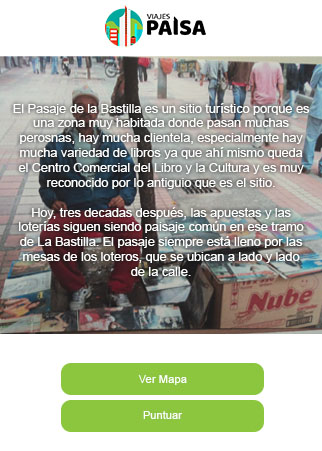 VIAJES
PAISA
El Pasaje de la Bastilla es un sitio turístico porque es
una zona muy habitada donde pasan muchas
perosnas, hay mucha clientela, especialmente hay
mucha variedad de libros ya que ahí mismo queda
el Centro Comercial del Libro y la Cultura y es muy
reconocido por lo antiguio que es el sitio.
Hoy, tres decadas después, las apuestas y las
loterías siguen siendo paisaje común en ese tramo
de La Bastilla. El pasaje siempre está lleno por las
mesas de los loteros, que se ubican a lado y lado
de la calle.
Nube
Ver Mapa
Puntuar